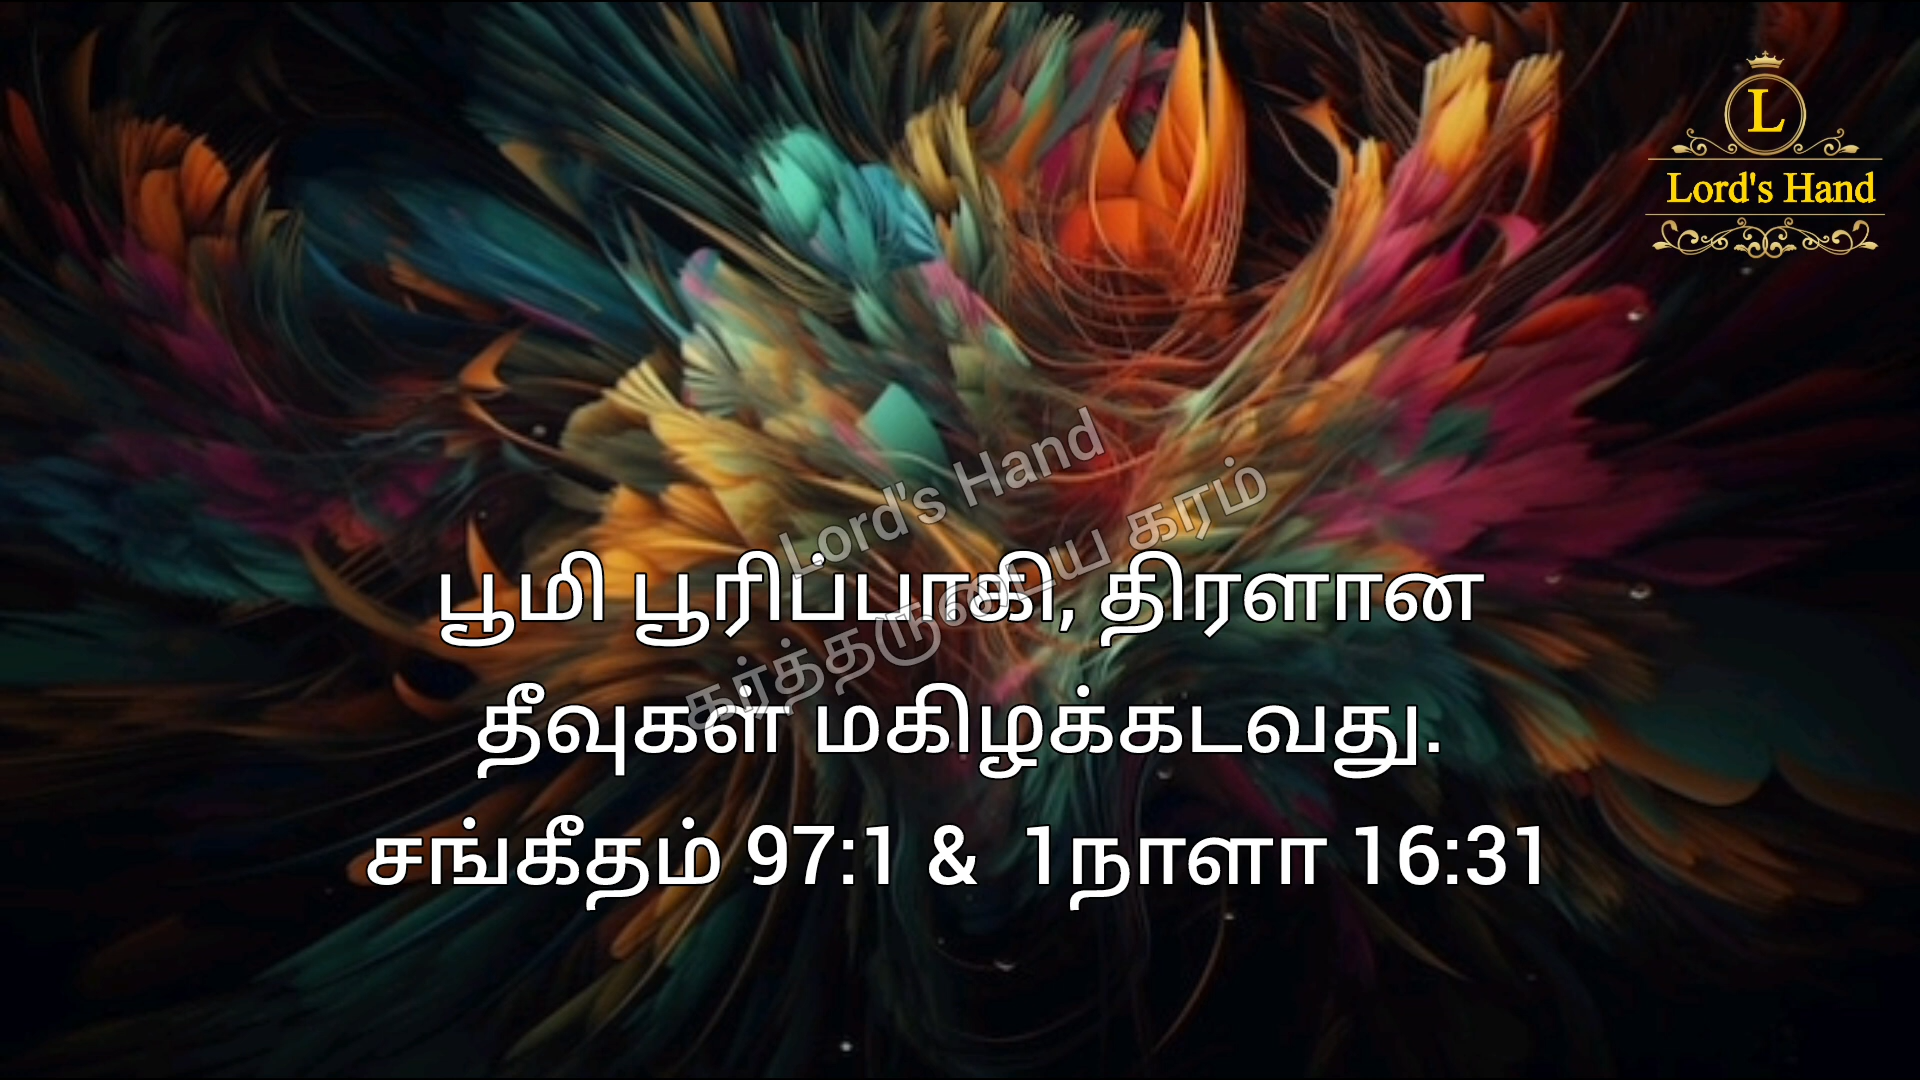 L
Lord's Hand
Lord's Hand
கர்த்தருடைய கரம்
பூமி பூரிப்பாகி, திரளான
தீவுகள் மகிழக்கடவது.
சங்கீதம் 97:1 &  1நாளா 16:31